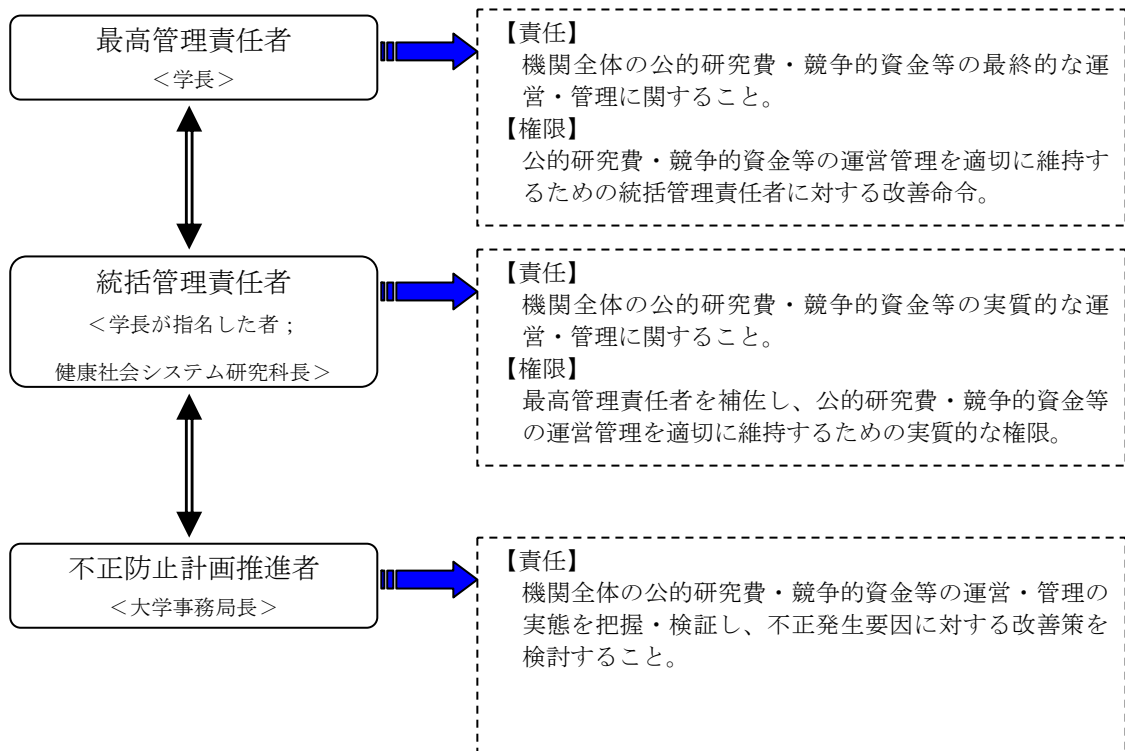 最高管理責任者
＜学長＞
【責任】
機関全体の公的研究費・競争的資金等の最終的な運
営・管理に関すること。
【権限】
公的研究費・競争的資金等の運営管理を適切に維持す
るための統括管理責任者に対する改善命令。
統括管理責任者
＜学長が指名した者；
健康社会システム研究科長＞
【責任】
機関全体の公的研究費・競争的資金等の実質的な運
営・管理に関すること。
【権限】
最高管理責任者を補佐し、公的研究費・競争的資金等
の運営管理を適切に維持するための実質的な権限。
不正防止計画推進者
＜大学事務局長＞
【責任】
機関全体の公的研究費・競争的資金等の運営・管理の
実態を把握・検証し、不正発生要因に対する改善策を
検討すること。